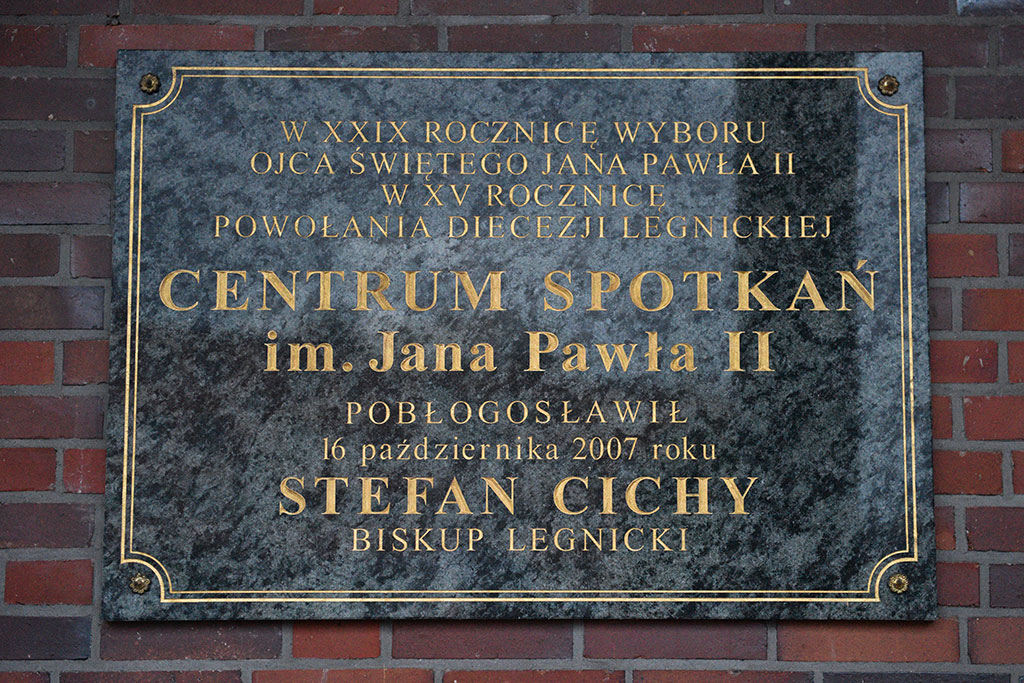 W XXIX ROCZNICĘ WYBORU
OJCA ŚWIĘTEGO JANA PAWŁA II
W XV ROCZNICĘ
POWOŁANIA DIECEZJI LEGNICKIEJ
CENTRUM SPOTKAŃ
im. Jana Pawła II
POBŁOGOSŁAWIŁ
16 października 2007 roku
STEFAN CICHY
BISKUP LEGNICKI